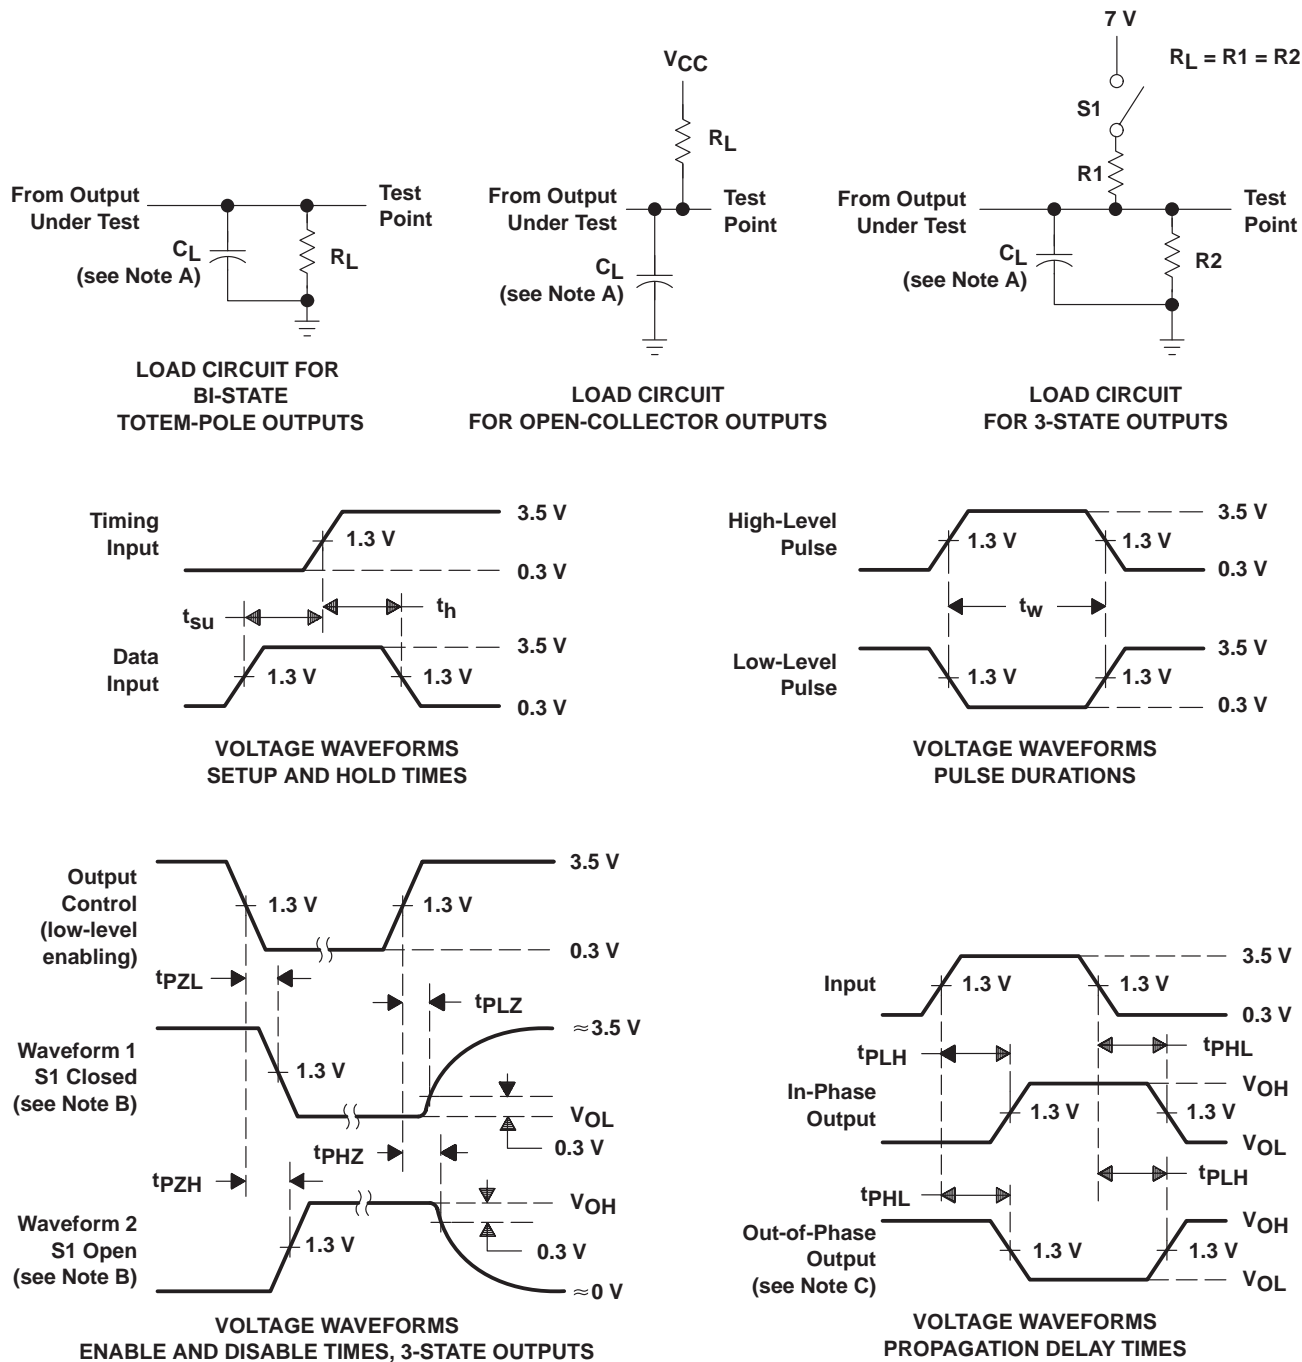 7 V
RL = R1 = R2
S1
R1
From Output
Under Test
Test
Point
CL
(see Note A)
R2
LOAD CIRCUIT
FOR 3-STATE OUTPUTS
VCC
RL
From Output
Under Test
Test
Point
CL
(see Note A)
LOAD CIRCUIT
FOR OPEN-COLLECTOR OUTPUTS
From Output
Under Test
Test
Point
CL
(see Note A)
RL
LOAD CIRCUIT FOR
BI-STATE
TOTEM-POLE OUTPUTS
Timing
Input
3.5 V
1.3 V
0.3 V
tsu
th
Data
Input
3.5 V
1.3 V
1.3 V
0.3 V
VOLTAGE WAVEFORMS
SETUP AND HOLD TIMES
High-Level
Pulse
3.5 V
1.3 V
1.3 V
0.3 V
tw
Low-Level
Pulse
3.5 V
1.3 V
1.3 V
0.3 V
VOLTAGE WAVEFORMS
PULSE DURATIONS
Output
Control
(low-level
enabling)
3.5 V
1.3 V
1.3 V
0.3 V
tPZL
tPLZ
Waveform 1
S1 Closed
(see Note B)
≈3.5 V
1.3 V
VOL
0.3 V
tPHZ
tPZH
Waveform 2
S1 Open
(see Note B)
VOH
1.3 V
0.3 V
≈0 V
VOLTAGE WAVEFORMS
ENABLE AND DISABLE TIMES, 3-STATE OUTPUTS
Input
3.5 V
1.3 V
1.3 V
0.3 V
tPLH
tPHL
In-Phase
Output
VOH
1.3 V
1.3 V
VOL
tPHL
tPLH
Out-of-Phase
Output
(see Note C)
VOH
1.3 V
1.3 V
VOL
VOLTAGE WAVEFORMS
PROPAGATION DELAY TIMES